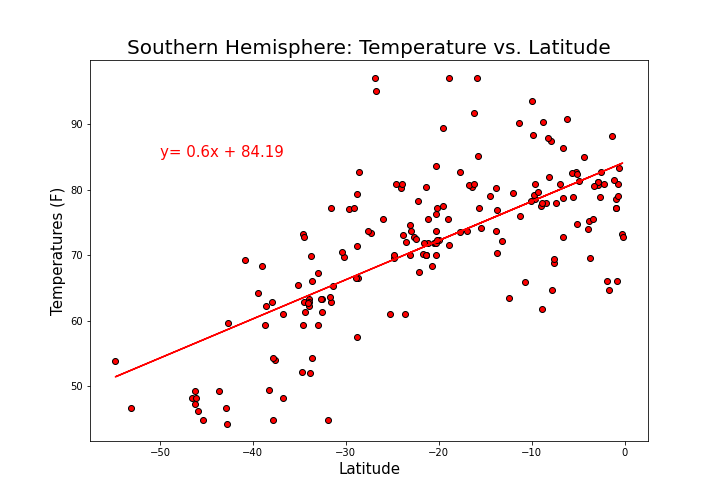 Southern Hemisphere: Temperature vs. Latitude
y= 0.6x + 84.19
Temperatures (F)
90
80
70
60
50
−50
−40
−30
−20
−10
0
Latitude